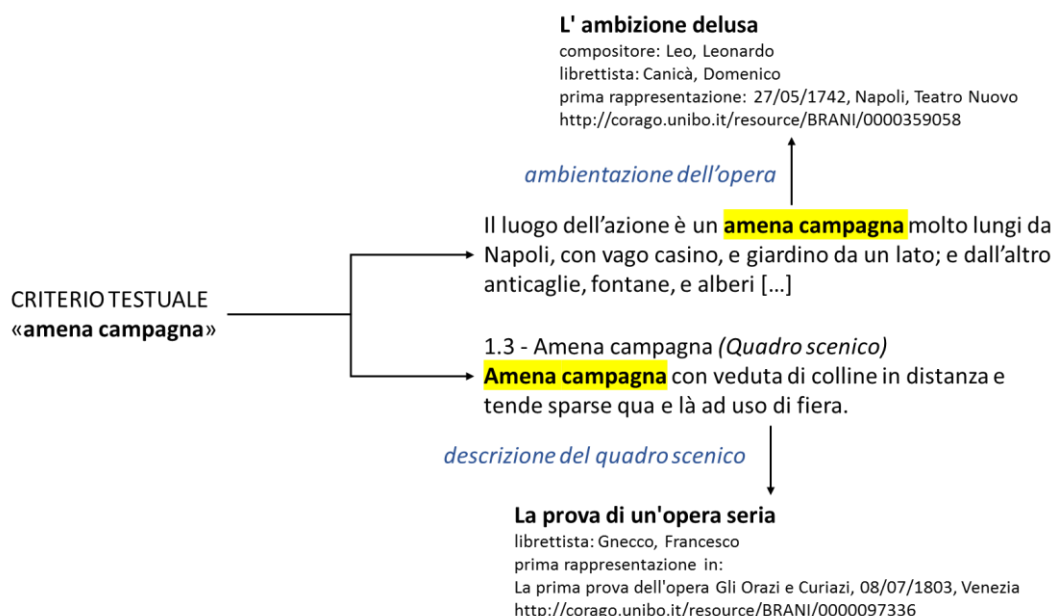 L' ambizione delusa
compositore: Leo, Leonardo
librettista: Canicà, Domenico
prima rappresentazione: 27/05/1742, Napoli, Teatro Nuovo
http://corago.unibo.it/resource/BRANI/0000359058
ambientazione dell’opera
Il luogo dell’azione è un amena campagna molto lungi da
Napoli, con vago casino, e giardino da un lato; e dall’altro
anticaglie, fontane, e alberi […]
CRITERIO TESTUALE
«amena campagna»
1.3 - Amena campagna (Quadro scenico)
Amena campagna con veduta di colline in distanza e
tende sparse qua e là ad uso di fiera.
descrizione del quadro scenico
La prova di un'opera seria
librettista: Gnecco, Francesco
prima rappresentazione in:
La prima prova dell'opera Gli Orazi e Curiazi, 08/07/1803, Venezia
http://corago.unibo.it/resource/BRANI/0000097336